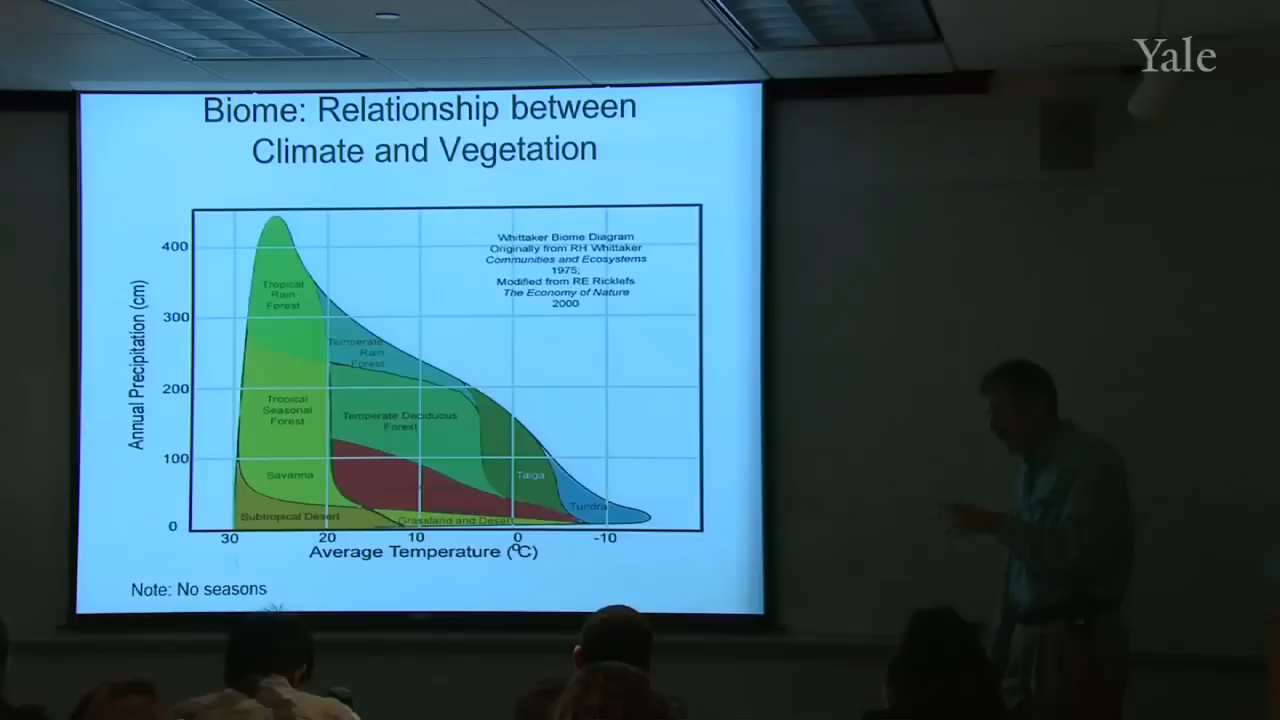 Yale
Biome: Relationship between
Climate and Vegetation
Whittaker Biome Diagram
Originally from RH Whittaker
Communities and Ecosystems
1975;
Modified from RE Ricklefs
The Economy of Nature
2000
Annual Precipitation (cm)
400
300
200
100
0
Tropical
Rain
Forest
Temperate
Rain
Forest
Tropical
Seasonal
Forest
Temperate Deciduous
Forest
Savanna
Taiga
Tundra
Subtropical Desert
Grassland and Desert
30
20
10
0
-10
Average Temperature (°C)
Note: No seasons